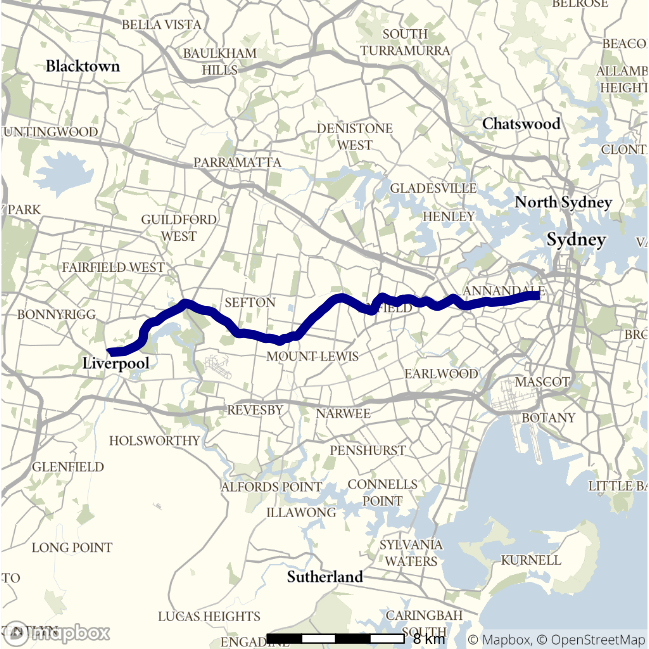 BELROSE
BELLA VISTA
SOUTH
TURRAMURRA
BEACO
BAULKHAM
HILLS
Blacktown
ALLAMB
HEIGHT
Chatswood
UNTINGWOOD
DENISTONE
WEST
CLONT
PARRAMATTA
GLADESVILLE
North Sydney
Y PARK
HENLEY
GUILDFORD
WEST
Sydney
VA
FAIRFIELD WEST
ANNANDALE
SEFTON
FIELD
BONNYRIGG
BRO
MOUNT LEWIS
Liverpool
EARLWOOD
MASCOT
REVESBY
NARWEE
BOTANY
HOLSWORTHY
PENSHURST
GLENFIELD
ALFORDS POINT
CONNELLS
POINT
LITTLE BA
ILLAWONG
LONG POINT
SYLVANIA
WATERS
KURNELL
TO
Sutherland
LUCAS HEIGHTS
CARINGBAH
SOUTH
mapbox
ENGADINE
8 km
© Mapbox, © OpenStreetMap